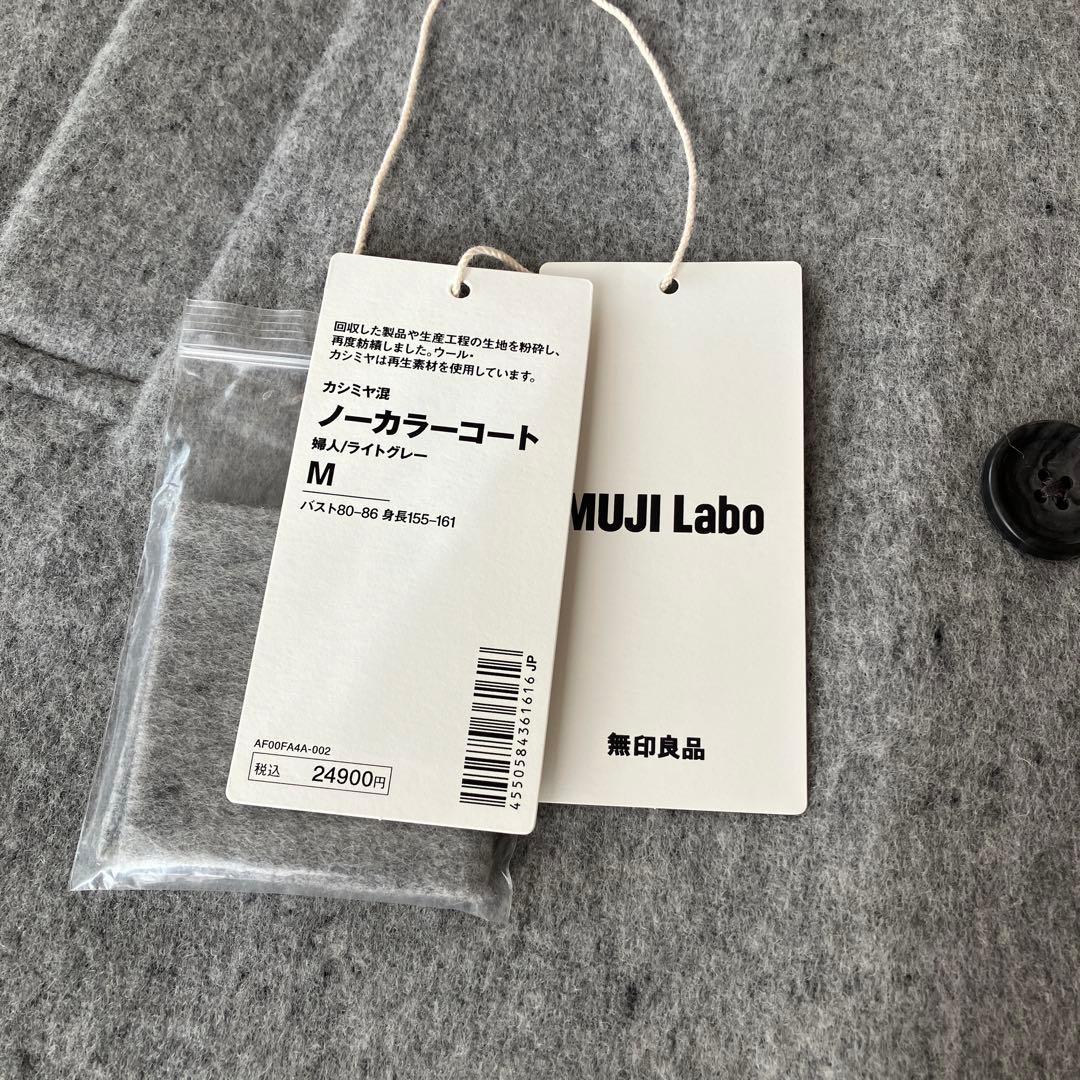 回収した製品や生産工程の生地を粉砕し、
再度紡績しました。ウール・
カシミヤは再生素材を使用しています。
カシミヤ混
ノーカラーコート
婦人/ライトグレー
M
バスト80–86 身長155–161
4550584361616 JP
AF00FA4A-002
税込 24900円
MUJI Labo
無印良品